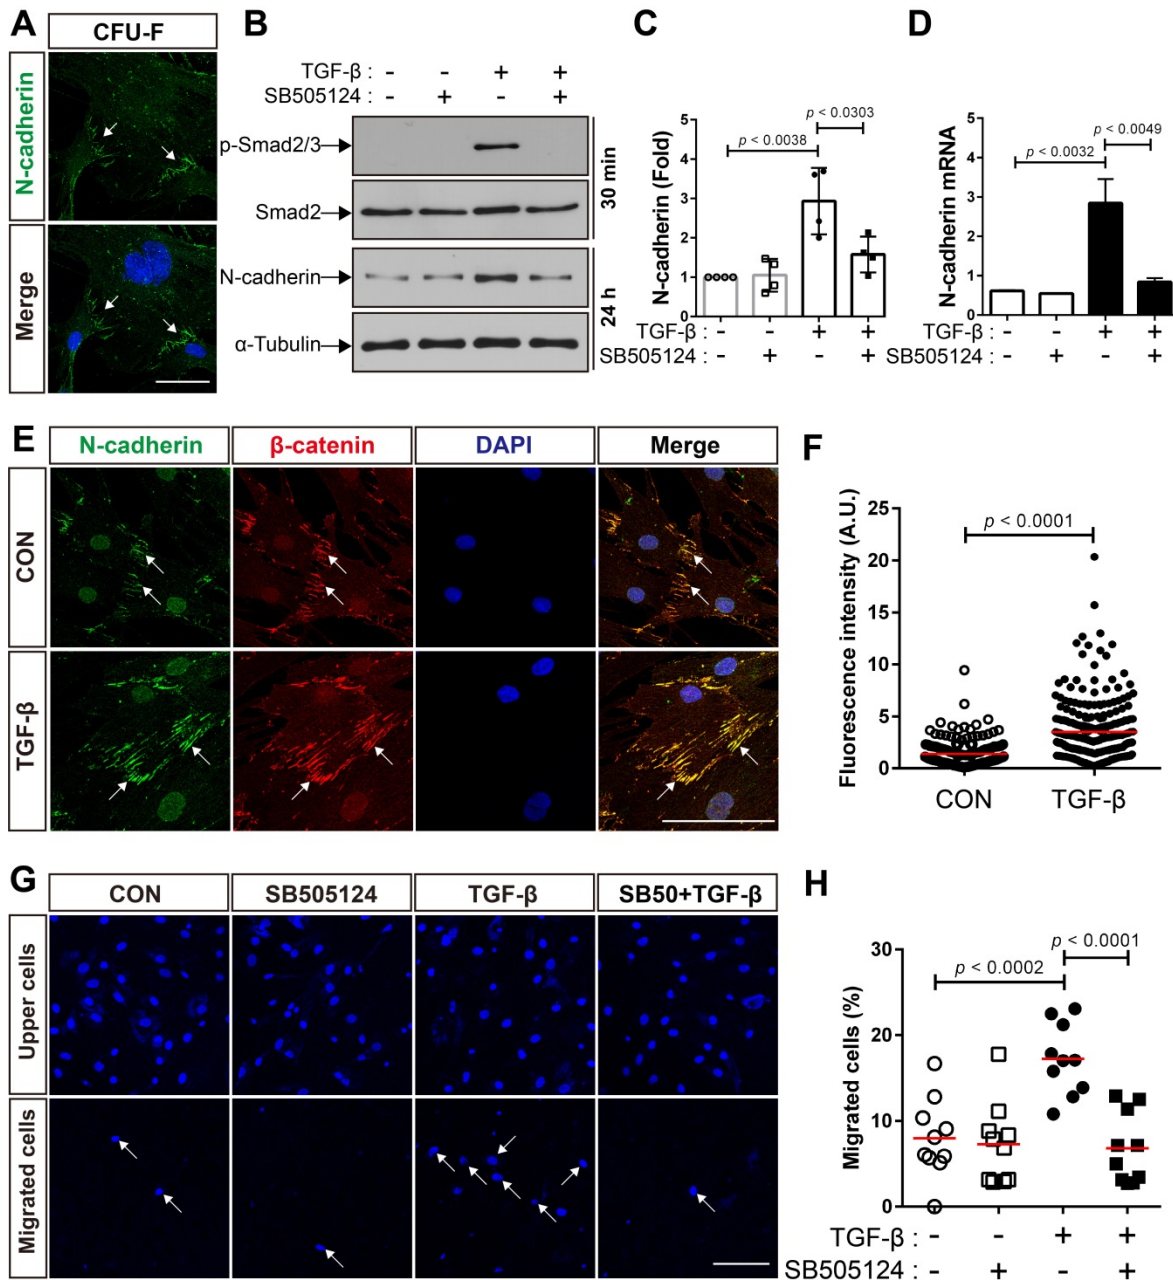 A
CFU-F
N-cadherin
Merge
B
TGF-β : - - + +
SB505124 : - + - +
p-Smad2/3
Smad2
30 min
N-cadherin
α-Tubulin
24 h
C
p < 0.0303
p < 0.0038
N-cadherin (Fold)
5
4
3
2
1
0
TGF-β : - - + +
SB505124 : - + - +
D
p < 0.0049
p < 0.0032
N-cadherin mRNA
5
4
3
2
1
0
TGF-β : - - + +
SB505124 : - + - +
E
N-cadherin β-catenin DAPI Merge
CON
TGF-β
F
p < 0.0001
Fluorescence intensity (A.U.)
25
20
15
10
5
0
CON TGF-β
G
CON SB505124 TGF-β SB50+TGF-β
Upper cells
Migrated cells
H
p < 0.0001
p < 0.0002
Migrated cells (%)
30
20
10
0
TGF-β : - - + +
SB505124 : - + - +